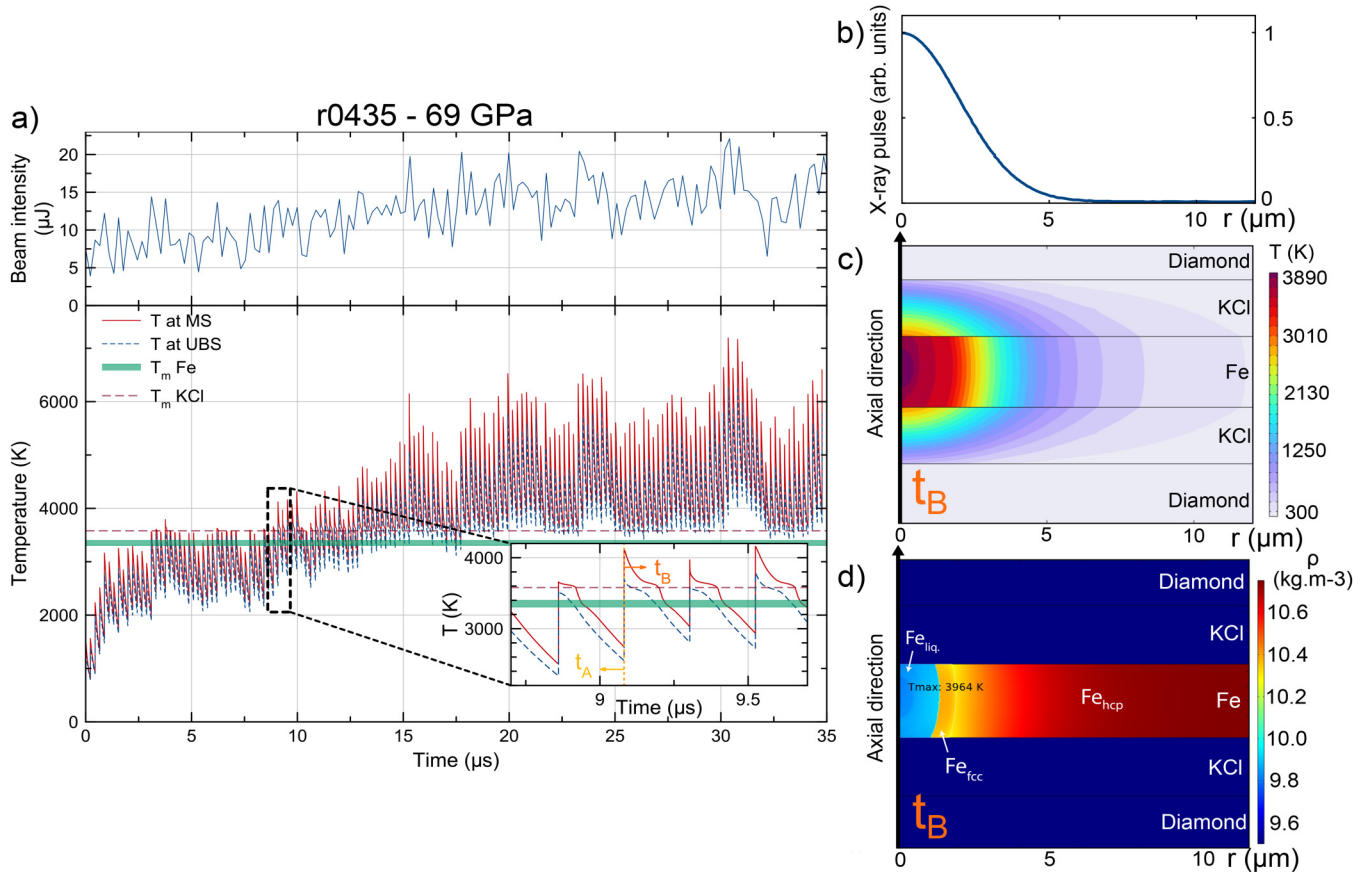 r0435 - 69 GPa
a)
Beam intensity
(μJ)
20
15
10
5
0
T at MS
T at UBS
Tm Fe
Tm KCl
Temperature (K)
6000
4000
3000
2000
0
0 5 10 15 20 25 30 35
Time (μs)
T (K)
4000
3000
tB
tA
9 9.5
Time (μs)
b)
X-ray pulse (arb. units)
1
0.5
0
0 5 10
r (μm)
c)
Axial direction
Diamond
KCl
Fe
KCl
Diamond
tB
T (K)
3890
3010
2130
1250
300
0 5 10
r (μm)
d)
Axial direction
Diamond
KCl
Feliq.
Tmax: 3964 K
Fehcp
Fe
Fefcc
KCl
tB
Diamond
ρ
(kg.m-3)
10.6
10.4
10.2
10.0
9.8
9.6
0 5 10
r (μm)